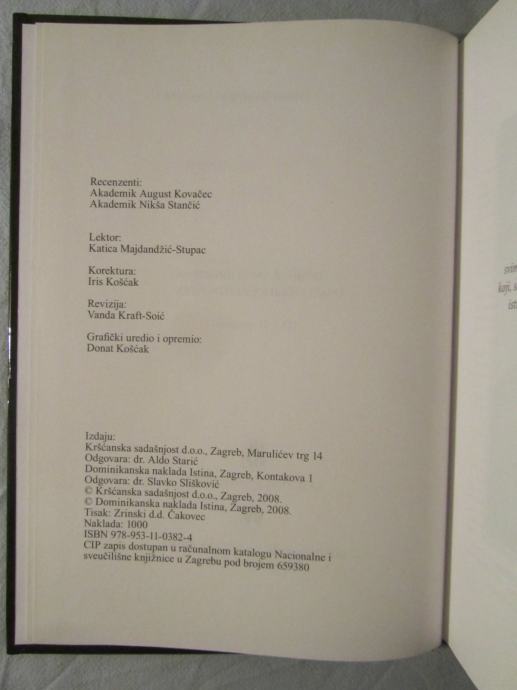 Recenzenti:
Akademik August Kovačec
Akademik Nikša Stančić
Lektor:
Katica Majdandžić-Stupac
Korektura:
Iris Košćak
Revizija:
Vanda Kraft-Soić
Grafički uredio i opremio:
Donat Košćak
Izdaju:
Kršćanska sadašnjost d.o.o., Zagreb, Marulićev trg 14
Odgovara: dr. Aldo Starić
Dominikanska naklada Istina, Zagreb, Kontakova 1
Odgovara: dr. Slavko Slišković
© Kršćanska sadašnjost d.o.o., Zagreb, 2008.
© Dominikanska naklada Istina, Zagreb, 2008.
Tisak: Zrinski d.d. Čakovec
Naklada: 1000
ISBN 978-953-11-0382-4
CIP zapis dostupan u računalnom katalogu Nacionalne i
sveučilišne knjižnice u Zagrebu pod brojem 659380
koji, s